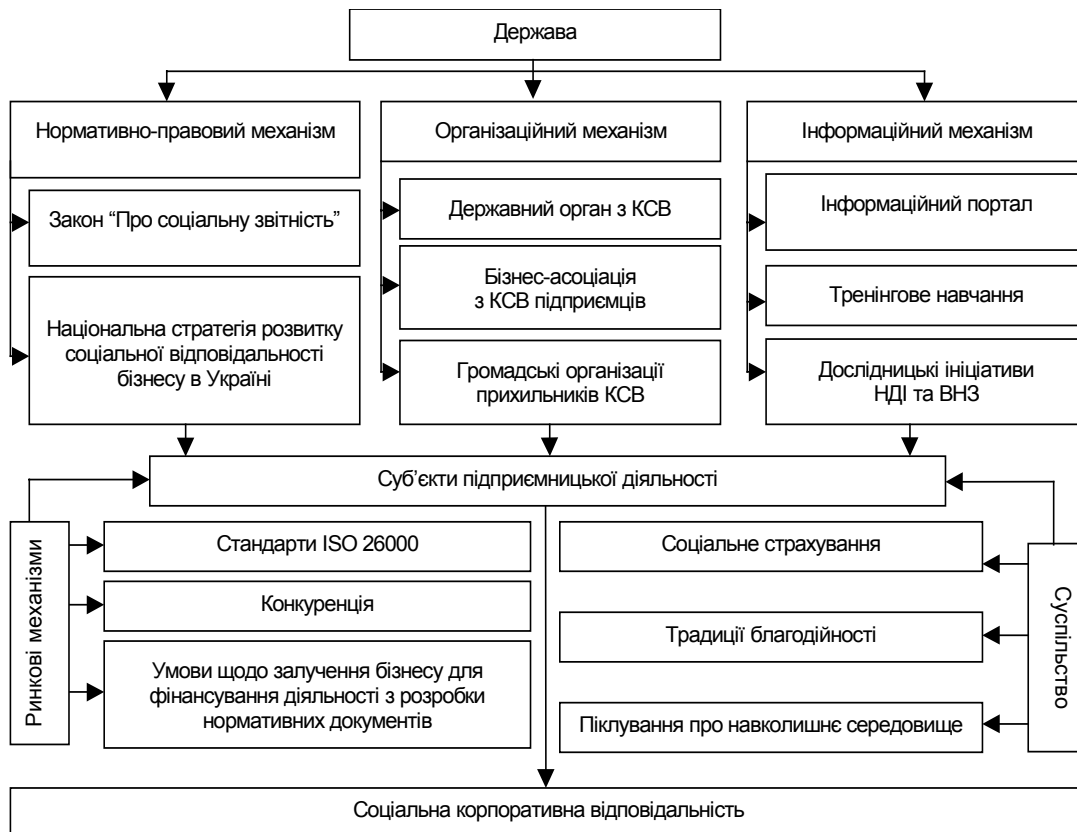 Держава
Нормативно-правовий механізм
Організаційний механізм
Інформаційний механізм
Закон “Про соціальну звітність”
Національна стратегія розвитку
соціальної відповідальності
бізнесу в Україні
Державний орган з КСВ
Бізнес-асоціація
з КСВ підприємців
Громадські організації
прихильників КСВ
Інформаційний портал
Тренінгове навчання
Дослідницькі ініціативи
НДІ та ВНЗ
Суб’єкти підприємницької діяльності
Ринкові механізми
Стандарти ISO 26000
Конкуренція
Умови щодо залучення бізнесу для
фінансування діяльності з розробки
нормативних документів
Соціальне страхування
Традиції благодійності
Піклування про навколишнє середовище
Суспільство
Соціальна корпоративна відповідальність